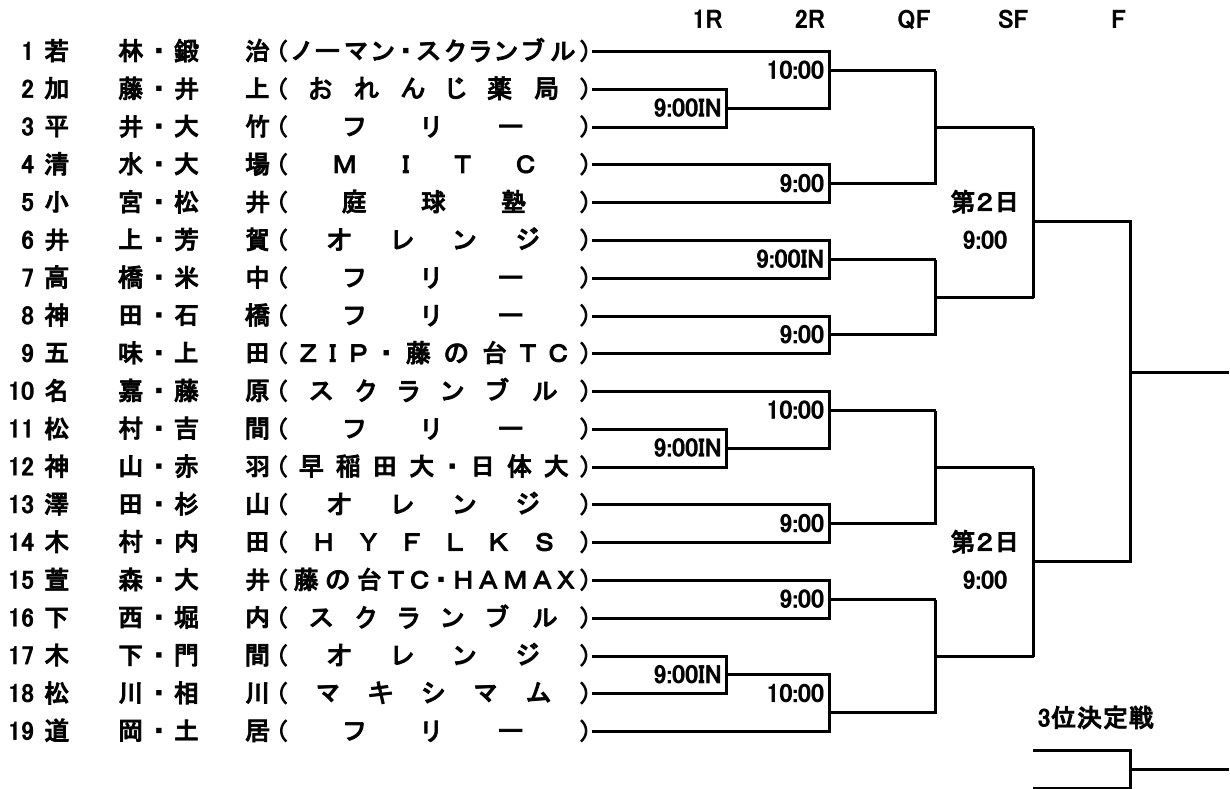 1R 2R QF SF F
1 若林・鍛治(ノーマン・スクランブル)
10:00
2 加藤・井上(おれんじ薬局)
9:00IN
3 平井・大竹(フリー)
4 清水・大場(MITC)
9:00
5 小宮・松井(庭球塾)
第2日
6 井上・芳賀(オレンジ)
9:00
9:00IN
7 高橋・米中(フリー)
8 神田・石橋(フリー)
9:00
9 五味・上田(ZIP・藤の台TC)
10 名嘉・藤原(スクランブル)
10:00
11 松村・吉間(フリー)
9:00IN
12 神山・赤羽(早稲田大・日体大)
13 澤田・杉山(オレンジ)
9:00
14 木村・内田(HYFLKS)
第2日
15 萱森・大井(藤の台TC・HAMAX)
9:00
9:00
16 下西・堀内(スクランブル)
17 木下・門間(オレンジ)
9:00IN
18 松川・相川(マキシマム)
10:00
19 道岡・土居(フリー)
3位決定戦